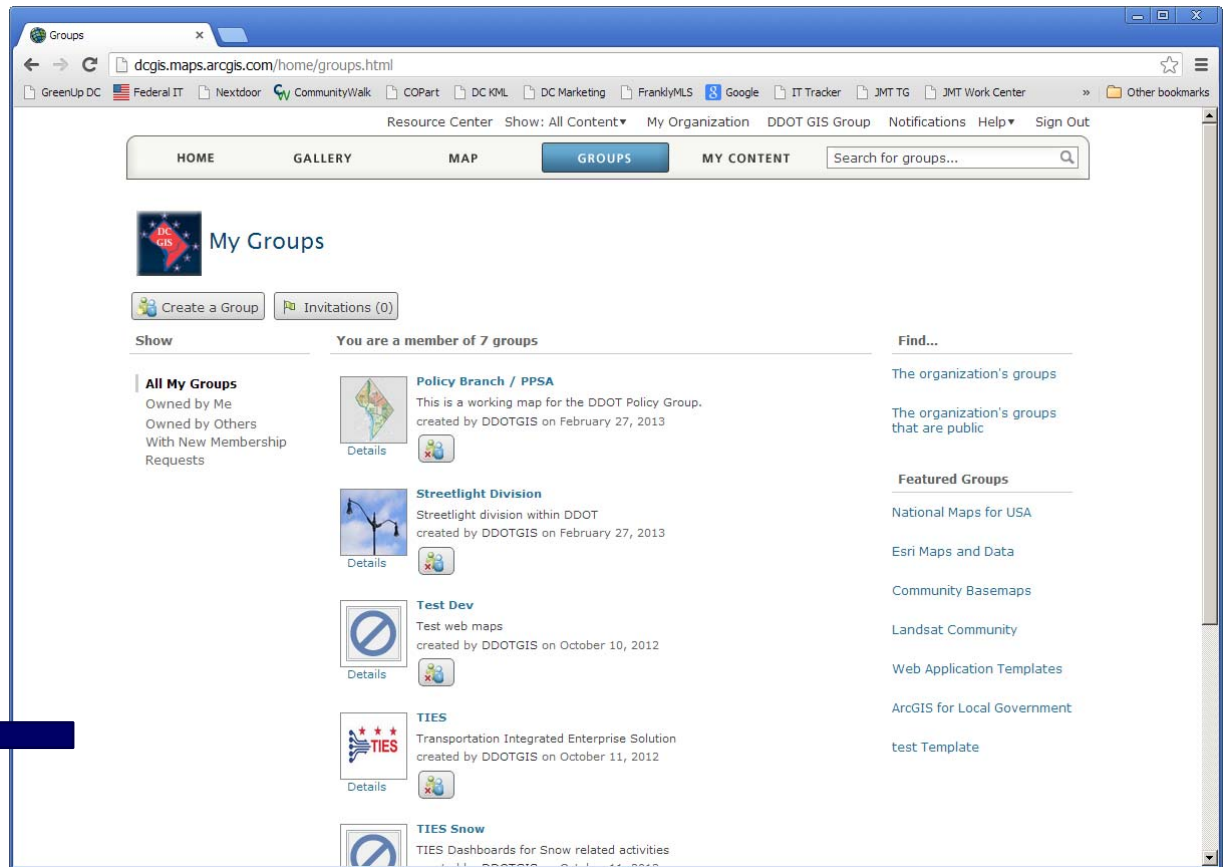 Groups
dcgis.maps.arcgis.com/home/groups.html
GreenUp DC Federal IT Nextdoor CommunityWalk COPart DC KML DC Marketing FranklyMLS Google IT Tracker JMT TG JMT Work Center » Other bookmarks
Resource Center Show: All Content▾ My Organization DDOT GIS Group Notifications Help▾ Sign Out
HOME GALLERY MAP GROUPS MY CONTENT Search for groups...
DC
GIS
My Groups
Create a Group Invitations (0)
Show
All My Groups
Owned by Me
Owned by Others
With New Membership
Requests
You are a member of 7 groups
Policy Branch / PPSA
This is a working map for the DDOT Policy Group.
created by DDOTGIS on February 27, 2013
Details
Streetlight Division
Streetlight division within DDOT
created by DDOTGIS on February 27, 2013
Details
Test Dev
Test web maps
created by DDOTGIS on October 10, 2012
Details
TIES
TIES
Transportation Integrated Enterprise Solution
created by DDOTGIS on October 11, 2012
Details
TIES Snow
TIES Dashboards for Snow related activities
Find...
The organization's groups
The organization's groups
that are public
Featured Groups
National Maps for USA
Esri Maps and Data
Community Basemaps
Landsat Community
Web Application Templates
ArcGIS for Local Government
test Template